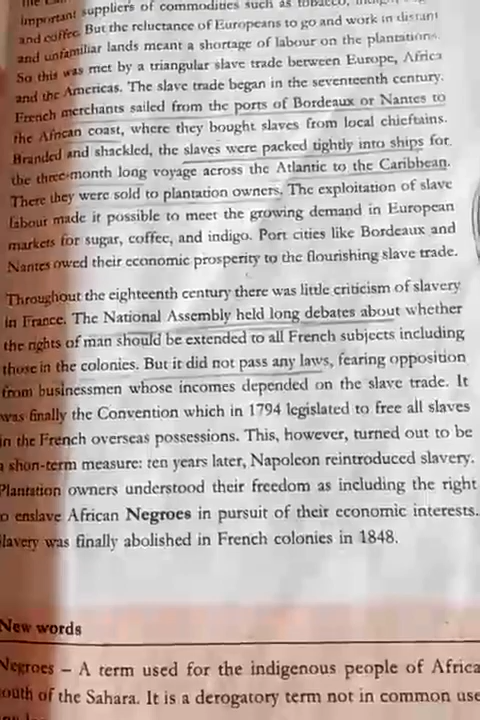 important suppliers of commodities such as tobacco,
and coffee. But the reluctance of Europeans to go and work in distant
and unfamiliar lands meant a shortage of labour on the plantations.
So this was met by a triangular slave trade between Europe, Africa
and the Americas. The slave trade began in the seventeenth century.
French merchants sailed from the ports of Bordeaux or Nantes to
the African coast, where they bought slaves from local chieftains.
Branded and shackled, the slaves were packed tightly into ships for
the three-month long voyage across the Atlantic to the Caribbean.
There they were sold to plantation owners. The exploitation of slave
labour made it possible to meet the growing demand in European
markets for sugar, coffee, and indigo. Port cities like Bordeaux and
Nantes owed their economic prosperity to the flourishing slave trade.
Throughout the eighteenth century there was little criticism of slavery
in France. The National Assembly held long debates about whether
the rights of man should be extended to all French subjects including
those in the colonies. But it did not pass any laws, fearing opposition
from businessmen whose incomes depended on the slave trade. It
was finally the Convention which in 1794 legislated to free all slaves
in the French overseas possessions. This, however, turned out to be
a short-term measure: ten years later, Napoleon reintroduced slavery.
Plantation owners understood their freedom as including the right
o enslave African Negroes in pursuit of their economic interests.
lavery was finally abolished in French colonies in 1848.
New words
Negroes – A term used for the indigenous people of Africa
outh of the Sahara. It is a derogatory term not in common use